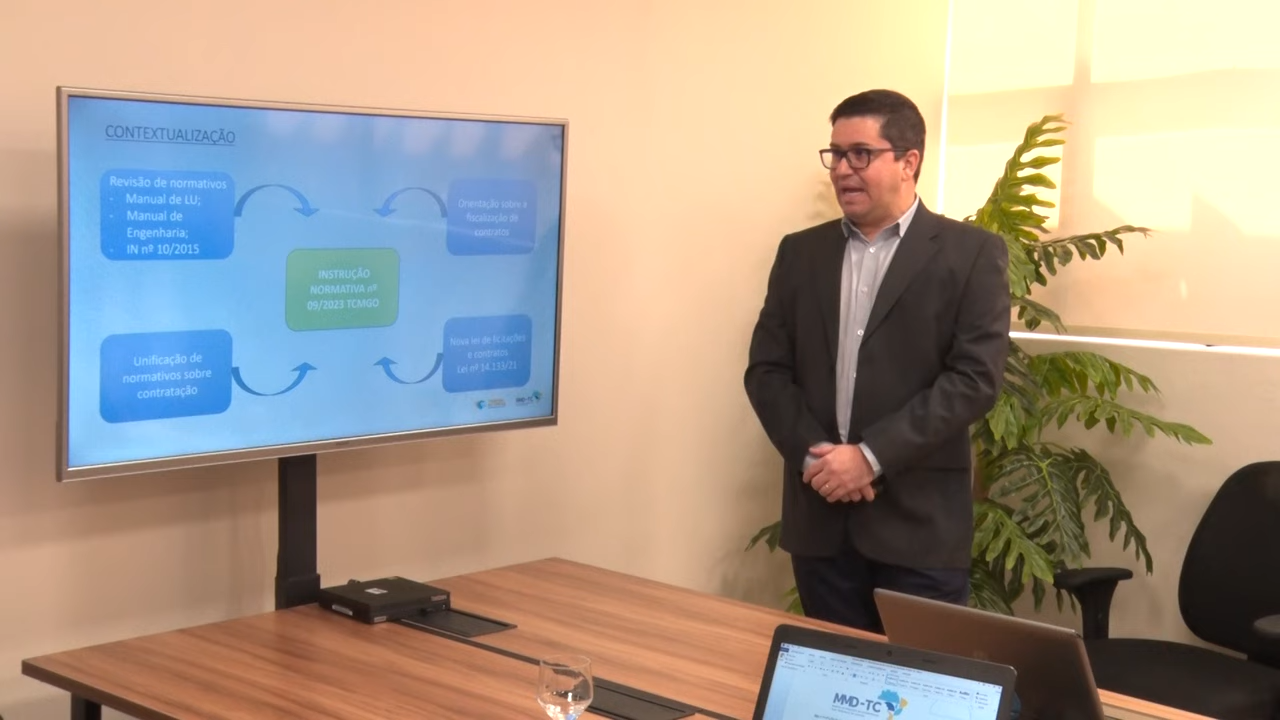 CONTEXTUALIZAÇÃO
Revisão de normativos
- Manual de LU;
- Manual de
Engenharia;
- IN nº 10/2015
Orientação sobre a
fiscalização de
contratos
INSTRUÇÃO
NORMATIVA nº
09/2023 TCMGO
Unificação de
normativos sobre
contratação
Nova lei de licitações
e contratos
Lei nº 14.133/21
MMD-TC
MMD-TC